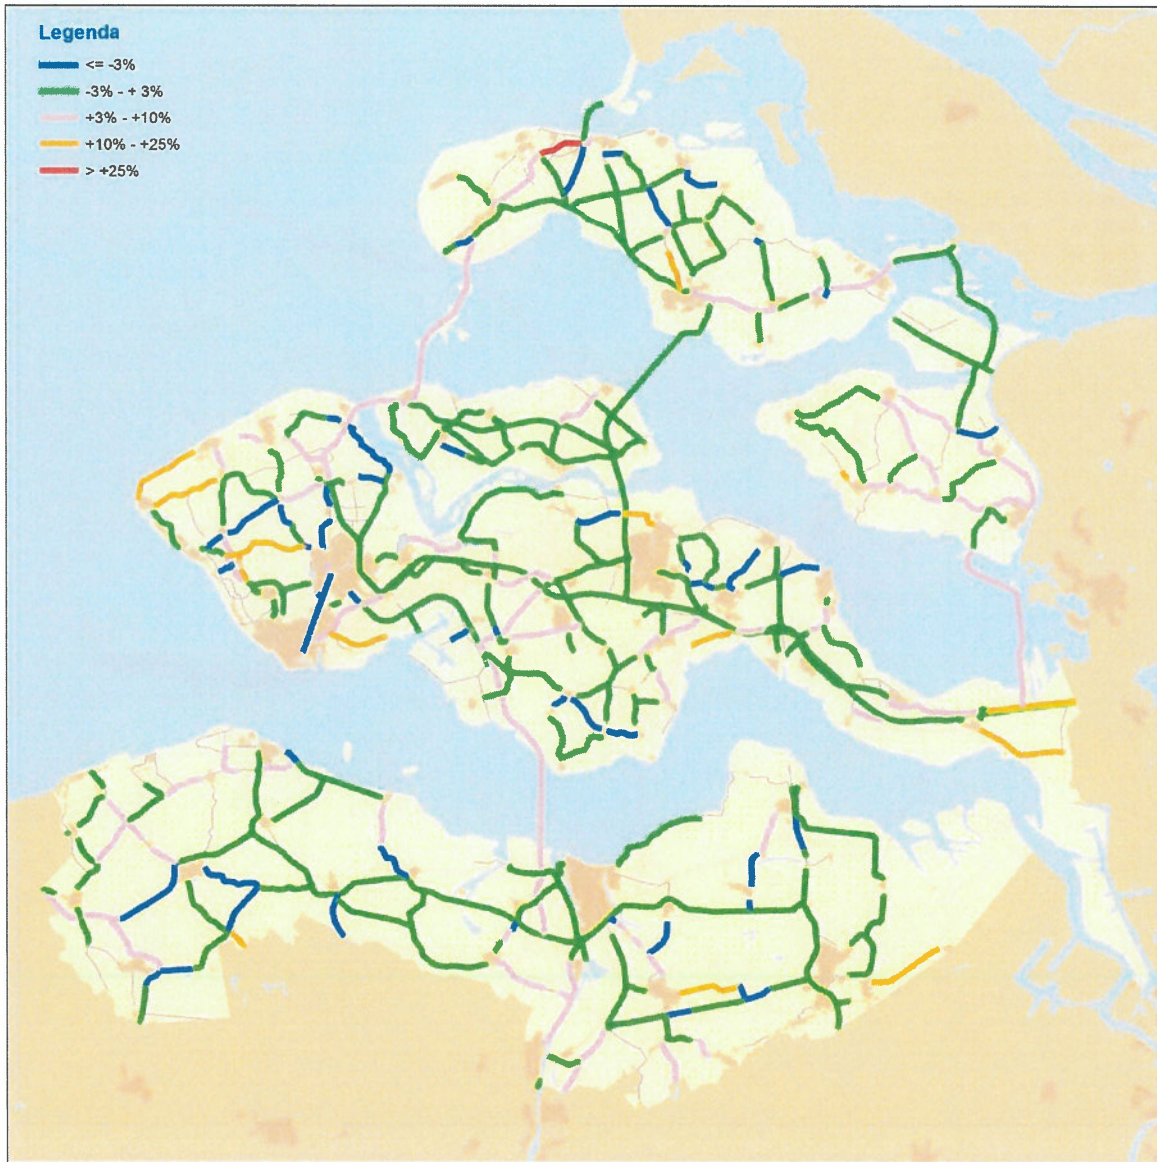 Legenda
<= -3%
-3% - + 3%
+3% - +10%
+10% - +25%
> +25%